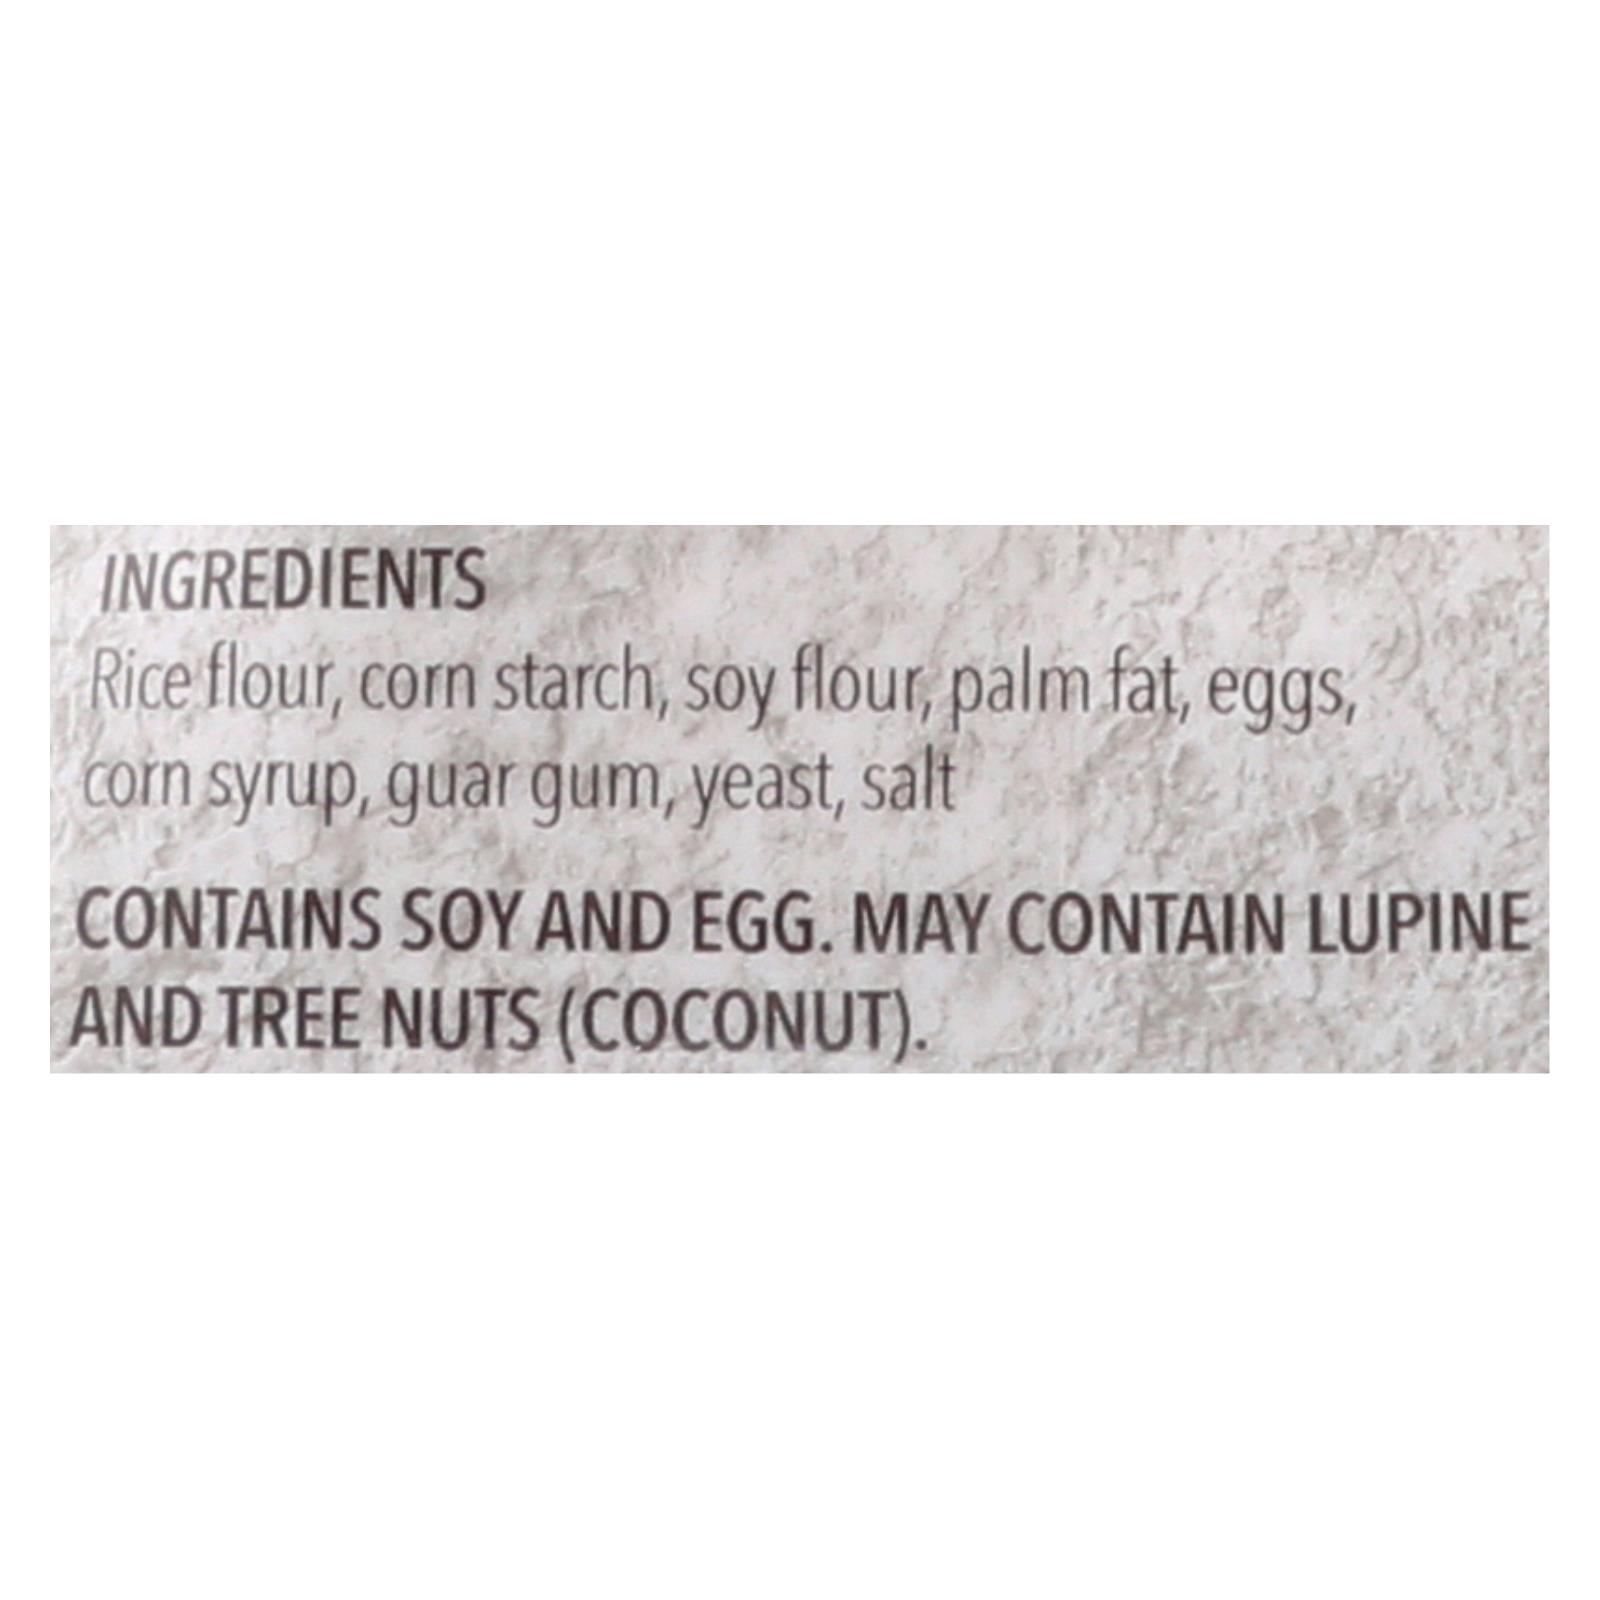 INGREDIENTS
Rice flour, corn starch, soy flour, palm fat, eggs,
corn syrup, guar gum, yeast, salt
CONTAINS SOY AND EGG. MAY CONTAIN LUPINE
AND TREE NUTS (COCONUT).